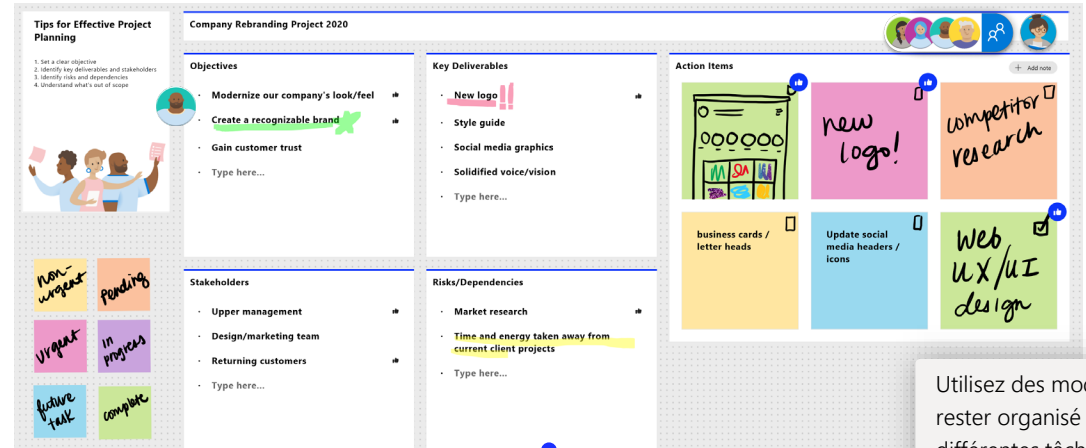 Tips for Effective Project
Planning
1. Set a clear objective
2. Identify key deliverables and stakeholders
3. Identify risks and dependencies
4. Understand what's out of scope
Company Rebranding Project 2020
Objectives
· Modernize our company's look/feel
· Create a recognizable brand
· Gain customer trust
· Type here...
Key Deliverables
· New logo
· Style guide
· Social media graphics
· Solidified voice/vision
· Type here...
Action Items
+ Add note
new
logo!
competitor
research
business cards /
letter heads
Update social
media headers /
icons
Web
UX/UI
design
non-
urgent
pending
urgent
in
progress
future
task
complete
Stakeholders
· Upper management
· Design/marketing team
· Returning customers
· Type here...
Risks/Dependencies
· Market research
· Time and energy taken away from
current client projects
· Type here...
Utilisez des
rester organisé